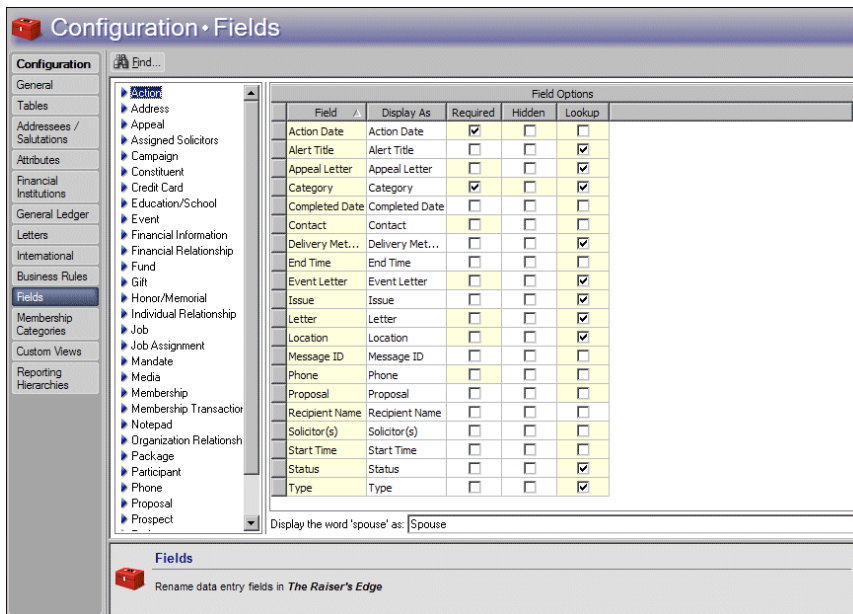 Configuration • Fields
Configuration
General
Tables
Addressees /
Salutations
Attributes
Financial
Institutions
General Ledger
Letters
International
Business Rules
Fields
Membership
Categories
Custom Views
Reporting
Hierarchies
Find...
Action
Address
Appeal
Assigned Solicitors
Campaign
Constituent
Credit Card
Education/School
Event
Financial Information
Financial Relationship
Fund
Gift
Honor/Memorial
Individual Relationship
Job
Job Assignment
Mandate
Media
Membership
Membership Transaction
Notepad
Organization Relationsh
Package
Participant
Phone
Proposal
Prospect
Field Options
Field Display As Required Hidden Lookup
Action Date Action Date
Alert Title Alert Title
Appeal Letter Appeal Letter
Category Category
Completed Date Completed Date
Contact Contact
Delivery Met... Delivery Met...
End Time End Time
Event Letter Event Letter
Issue Issue
Letter Letter
Location Location
Message ID Message ID
Phone Phone
Proposal Proposal
Recipient Name Recipient Name
Solicitor(s) Solicitor(s)
Start Time Start Time
Status Status
Type Type
Display the word 'spouse' as: Spouse
Fields
Rename data entry fields in The Raiser's Edge